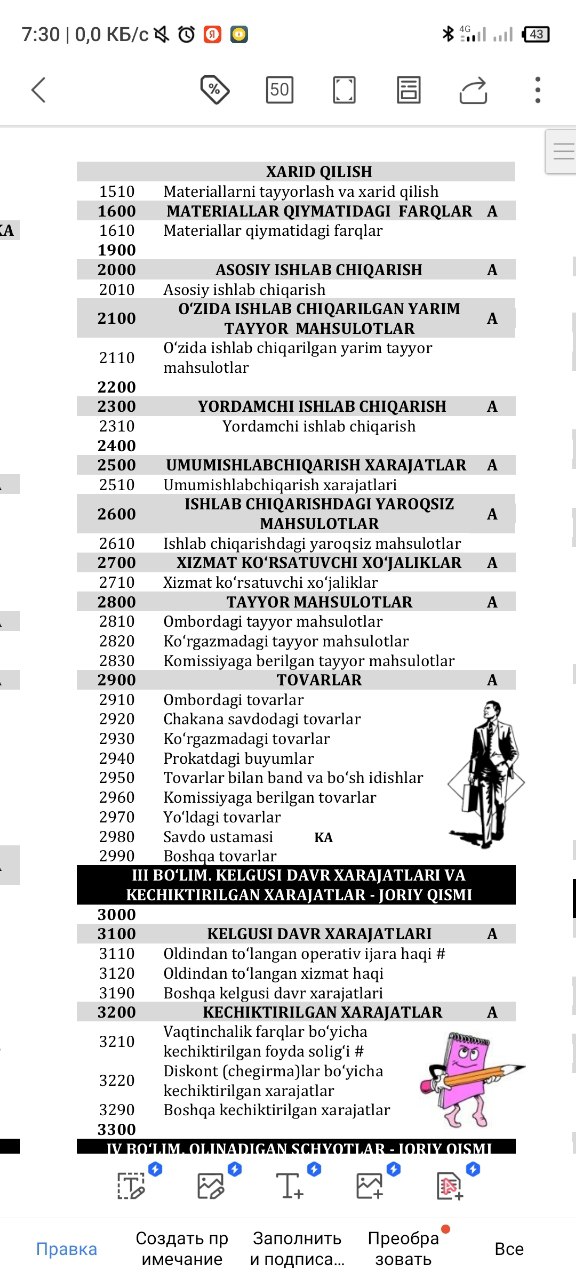 7:30 | 0,0 КБ/с
Я
4G
43
%
50
XARID QILISH
1510 Materiallarni tayyorlash va xarid qilish
1600 MATERIALLAR QIYMATIDAGI FARQLAR A
KA
1610 Materiallar qiymatidagi farqlar
1900
2000 ASOSIY ISHLAB CHIQARISH A
2010 Asosiy ishlab chiqarish
2100 O‘ZIDA ISHLAB CHIQARILGAN YARIM
TAYYOR MAHSULOTLAR A
2110 O‘zida ishlab chiqarilgan yarim tayyor
mahsulotlar
2200
2300 YORDAMCHI ISHLAB CHIQARISH A
2310 Yordamchi ishlab chiqarish
2400
2500 UMUMISHLABCHIQARISH XARAJATLAR A
2510 Umumishlabchiqarish xarajatlari
2600 ISHLAB CHIQARISHDAGI YAROQSIZ
MAHSULOTLAR A
2610 Ishlab chiqarishdagi yaroqsiz mahsulotlar
2700 XIZMAT KO‘RSATUVCHI XO‘JALIKLAR A
2710 Xizmat ko‘rsatuvchi xo‘jaliklar
2800 TAYYOR MAHSULOTLAR A
2810 Ombordagi tayyor mahsulotlar
2820 Ko‘rgazmadagi tayyor mahsulotlar
2830 Komissiyaga berilgan tayyor mahsulotlar
2900 TOVARLAR A
2910 Ombordagi tovarlar
2920 Chakana savdodagi tovarlar
2930 Ko‘rgazmadagi tovarlar
2940 Prokatdagi buyumlar
2950 Tovarlar bilan band va bo‘sh idishlar
2960 Komissiyaga berilgan tovarlar
2970 Yo‘ldagi tovarlar
2980 Savdo ustamasi KA
2990 Boshqa tovarlar
III BO‘LIM. KELGUSI DAVR XARAJATLARI VA
KECHIKTIRILGAN XARAJATLAR - JORIY QISMI
3000
3100 KELGUSI DAVR XARAJATLARI A
3110 Oldindan to‘langan operativ ijara haqi #
3120 Oldindan to‘langan xizmat haqi
3190 Boshqa kelgusi davr xarajatlari
3200 KECHIKTIRILGAN XARAJATLAR A
3210 Vaqtinchalik farqlar bo‘yicha
kechiktirilgan foyda solig‘i #
3220 Diskont (chegirma)lar bo‘yicha
kechiktirilgan xarajatlar
3290 Boshqa kechiktirilgan xarajatlar
3300
IV BO‘LIM. OLINADIGAN SCHYOTLAR - JORIY QISMI
Правка
Создать пр
имечание
Заполнить
и подписа...
Преобра
зовать
Все